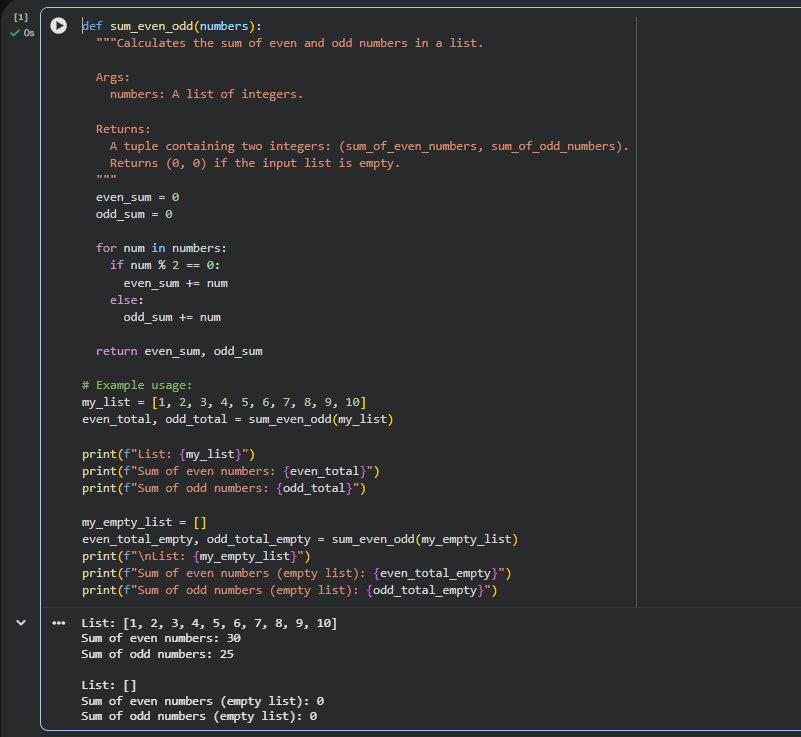 [1]
0s
def sum_even_odd(numbers):
  """Calculates the sum of even and odd numbers in a list.

  Args:
    numbers: A list of integers.

  Returns:
    A tuple containing two integers: (sum_of_even_numbers, sum_of_odd_numbers).
    Returns (0, 0) if the input list is empty.
  """
  even_sum = 0
  odd_sum = 0

  for num in numbers:
    if num % 2 == 0:
      even_sum += num
    else:
      odd_sum += num

  return even_sum, odd_sum

# Example usage:
my_list = [1, 2, 3, 4, 5, 6, 7, 8, 9, 10]
even_total, odd_total = sum_even_odd(my_list)

print(f"List: {my_list}")
print(f"Sum of even numbers: {even_total}")
print(f"Sum of odd numbers: {odd_total}")

my_empty_list = []
even_total_empty, odd_total_empty = sum_even_odd(my_empty_list)
print(f"\nList: {my_empty_list}")
print(f"Sum of even numbers (empty list): {even_total_empty}")
print(f"Sum of odd numbers (empty list): {odd_total_empty}")
List: [1, 2, 3, 4, 5, 6, 7, 8, 9, 10]
Sum of even numbers: 30
Sum of odd numbers: 25

List: []
Sum of even numbers (empty list): 0
Sum of odd numbers (empty list): 0